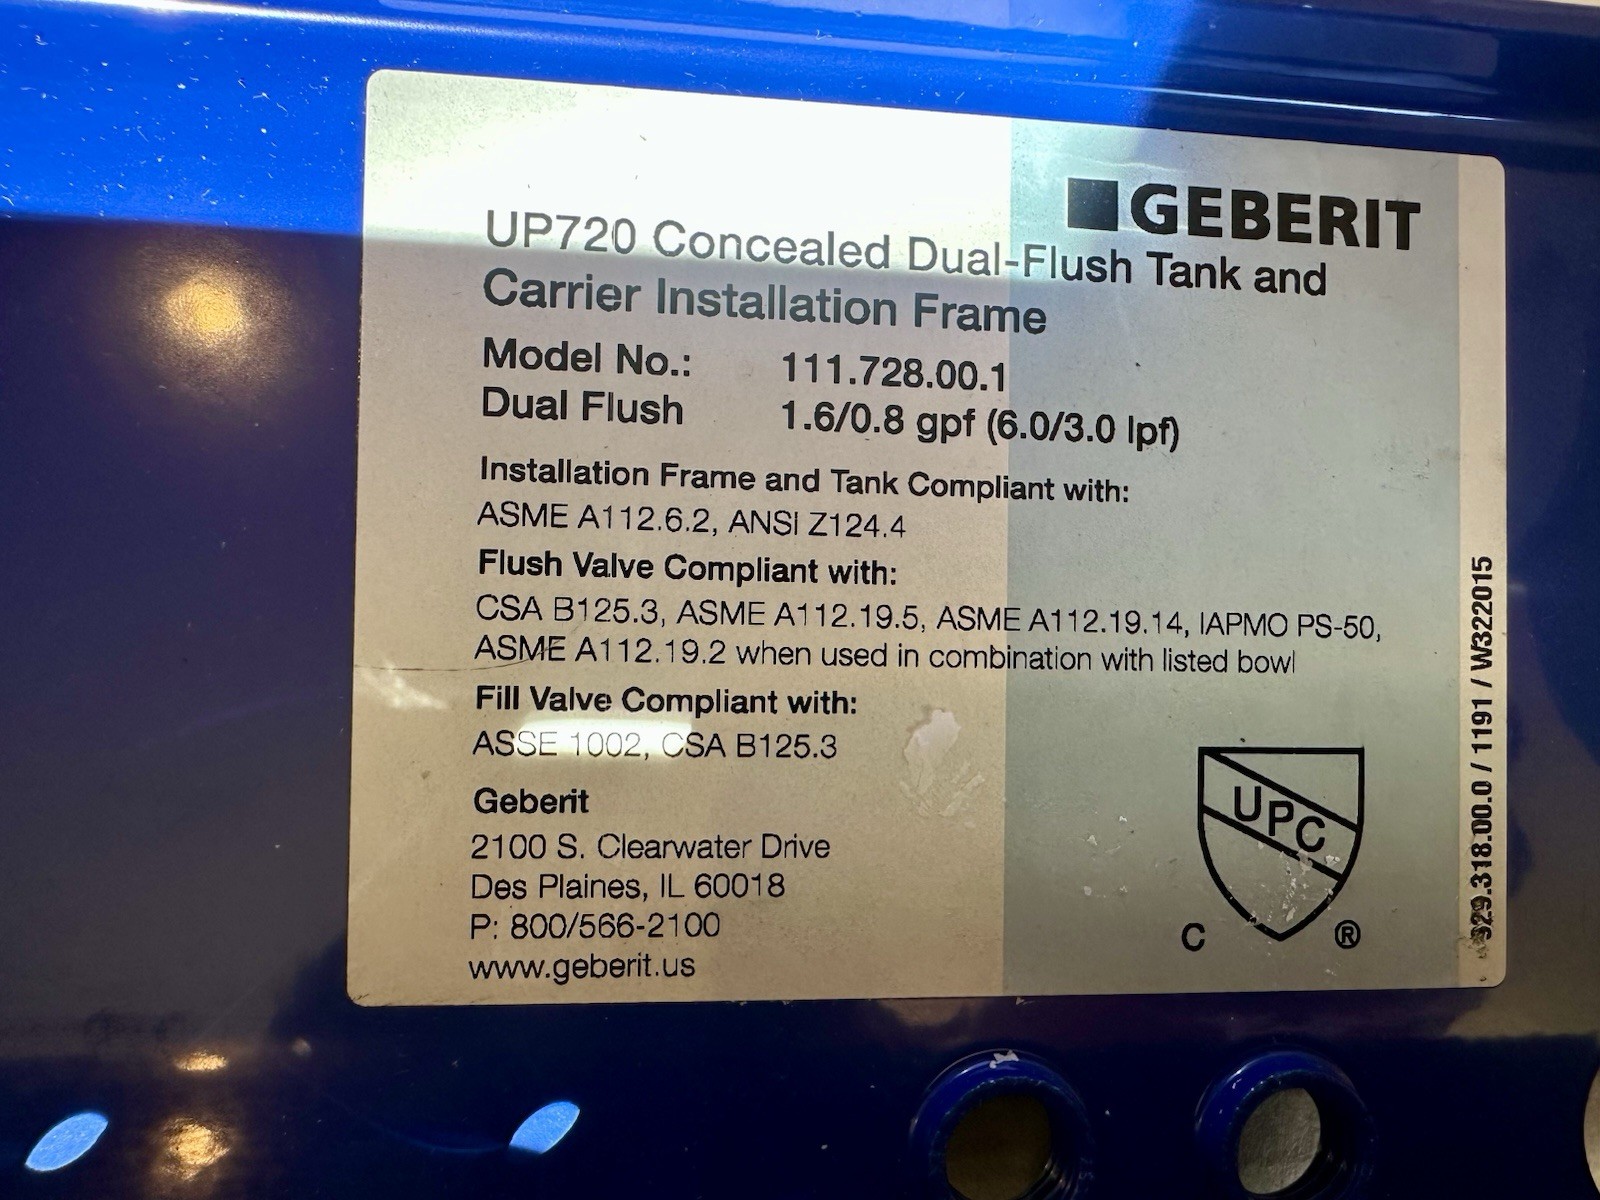 GEBERIT
UP720 Concealed Dual-Flush Tank and
Carrier Installation Frame
Model No.: 111.728.00.1
Dual Flush 1.6/0.8 gpf (6.0/3.0 lpf)
Installation Frame and Tank Compliant with:
ASME A112.6.2, ANSI Z124.4
Flush Valve Compliant with:
CSA B125.3, ASME A112.19.5, ASME A112.19.14, IAPMO PS-50,
ASME A112.19.2 when used in combination with listed bowl
Fill Valve Compliant with:
ASSE 1002, CSA B125.3
Geberit
2100 S. Clearwater Drive
Des Plaines, IL 60018
P: 800/566-2100
www.geberit.us
UPC
C ®
929.318.00.0 / 1191 / W322015